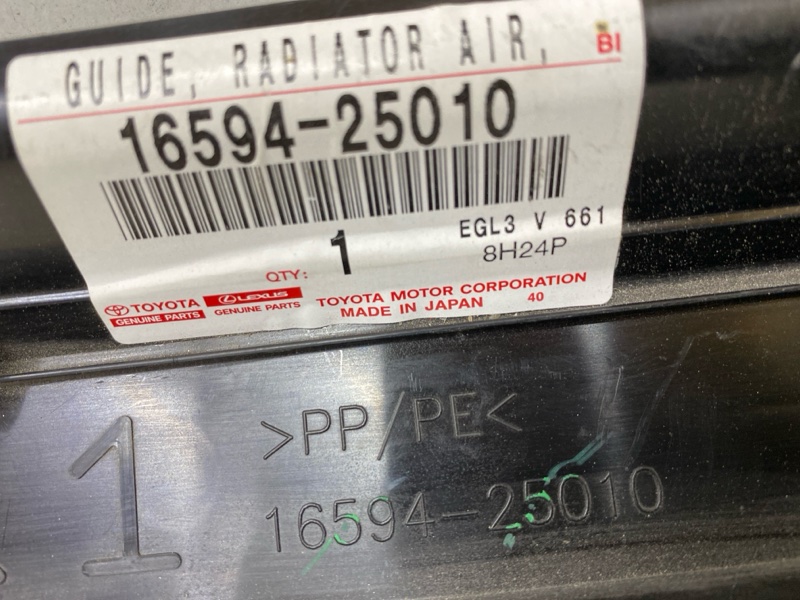 GUIDE, RADIATOR AIR,
BI
16594-25010
QTY: 1
EGL3 V 661
8H24P
TOYOTA
GENUINE PARTS
LEXUS
GENUINE PARTS
TOYOTA MOTOR CORPORATION
MADE IN JAPAN 40
>PP/PE<
1
16594-25010